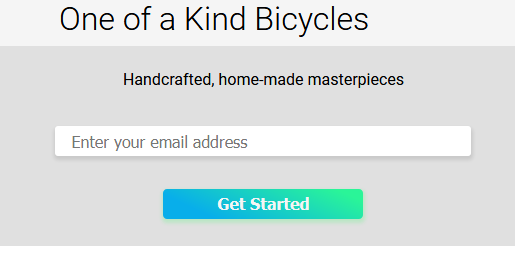 One of a Kind Bicycles
Handcrafted, home-made masterpieces
Enter your email address
Get Started